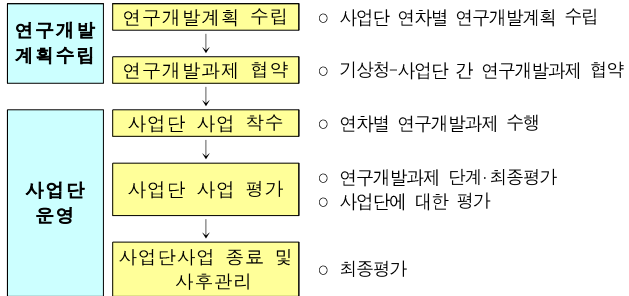 연구개발
계획수립
연구개발계획 수립
○ 사업단 연차별 연구개발계획 수립
연구개발과제 협약
○ 기상청-사업단 간 연구개발과제 협약
사업단
운영
사업단 사업 착수
○ 연차별 연구개발과제 수행
사업단 사업 평가
○ 연구개발과제 단계·최종평가
○ 사업단에 대한 평가
사업단사업 종료 및
사후관리
○ 최종평가